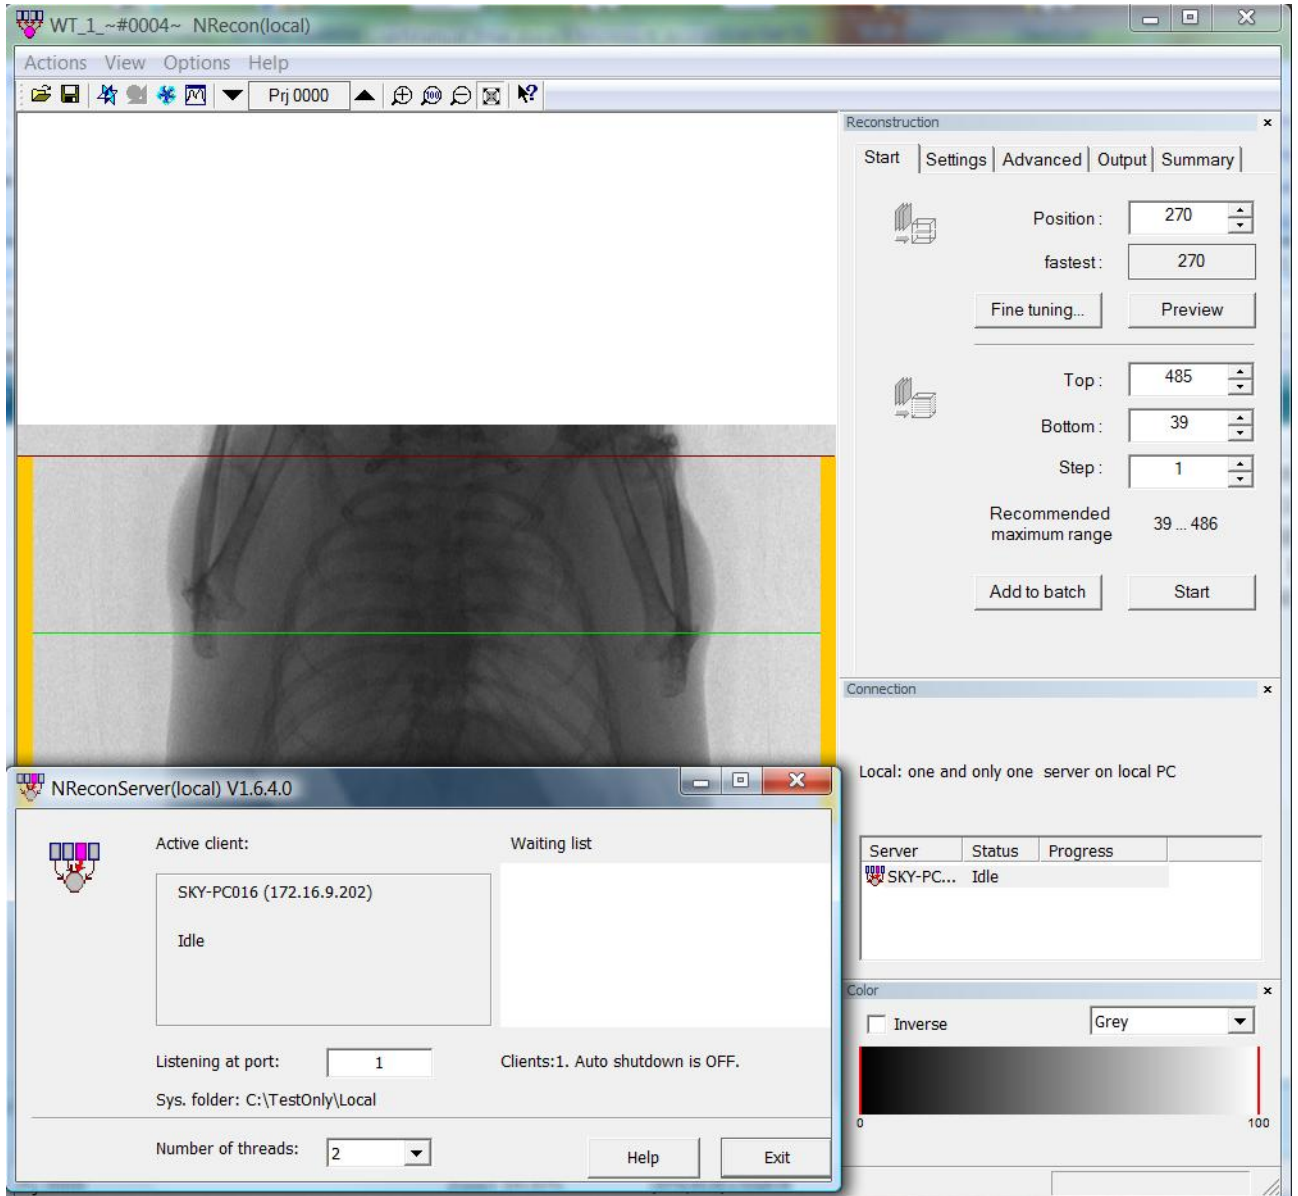 WT_1_~#0004~ NRecon(local)
Actions View Options Help
Prj 0000
100
Reconstruction
Start Settings Advanced Output Summary
Position : 270
fastest : 270
Fine tuning... Preview
Top : 485
Bottom : 39
Step : 1
Recommended
maximum range 39 ... 486
Add to batch Start
Connection
Local: one and only one server on local PC
Server Status Progress
SKY-PC... Idle
Color
Inverse Grey
0 100
NReconServer(local) V1.6.4.0
Active client: Waiting list
SKY-PC016 (172.16.9.202)
Idle
Listening at port: 1 Clients:1. Auto shutdown is OFF.
Sys. folder: C:\TestOnly\Local
Number of threads: 2 Help Exit